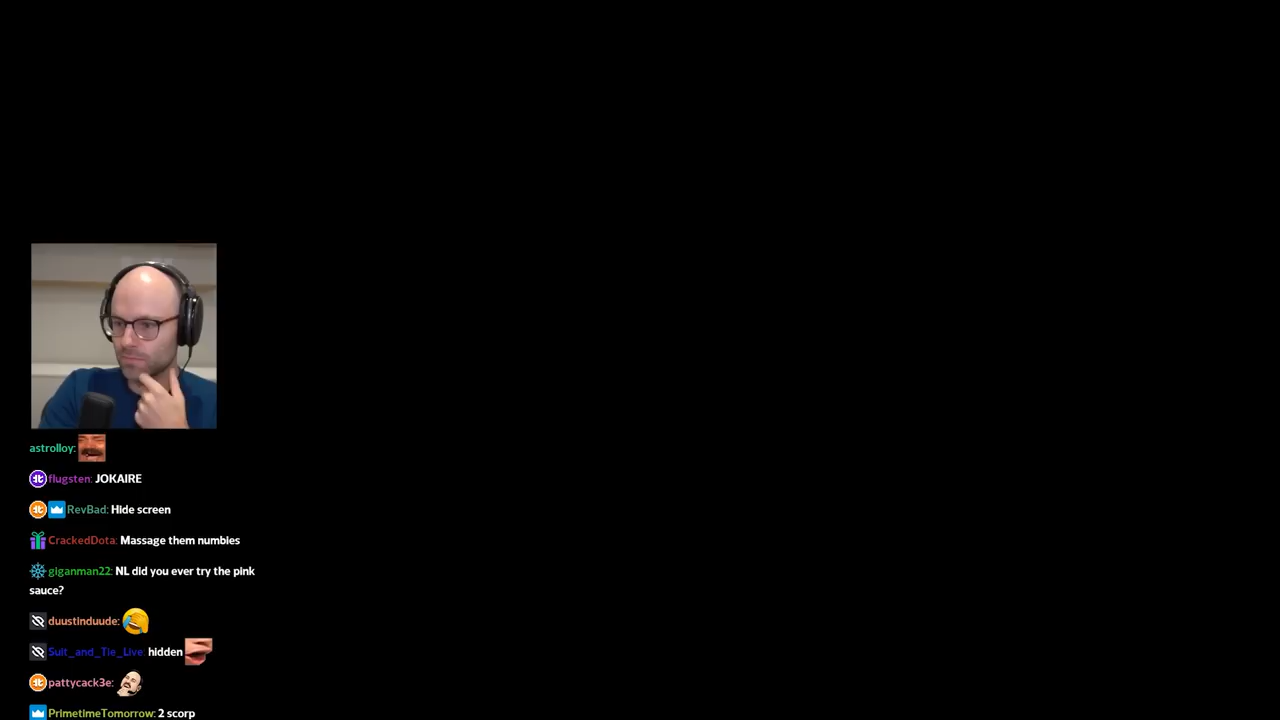 astrolloy:
flugsten: JOKAIRE
RevBad: Hide screen
CrackedDota: Massage them numbies
giganman22: NL did you ever try the pink
sauce?
duustinduude:
Suit_and_Tie_Live: hidden
pattycack3e:
PrimetimeTomorrow: 2 scorp